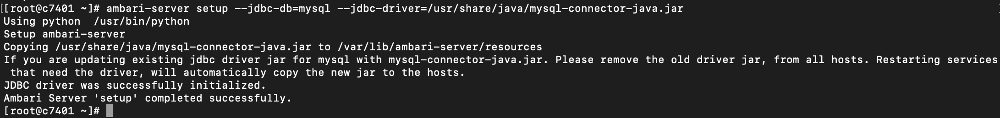 [[root@c7401 ~]# ambari-server setup --jdbc-db=mysql --jdbc-driver=/usr/share/java/mysql-connector-java.jar
Using python  /usr/bin/python
Setup ambari-server
Copying /usr/share/java/mysql-connector-java.jar to /var/lib/ambari-server/resources
If you are updating existing jdbc driver jar for mysql with mysql-connector-java.jar. Please remove the old driver jar, from all hosts. Restarting services
 that need the driver, will automatically copy the new jar to the hosts.
JDBC driver was successfully initialized.
Ambari Server 'setup' completed successfully.
[root@c7401 ~]#